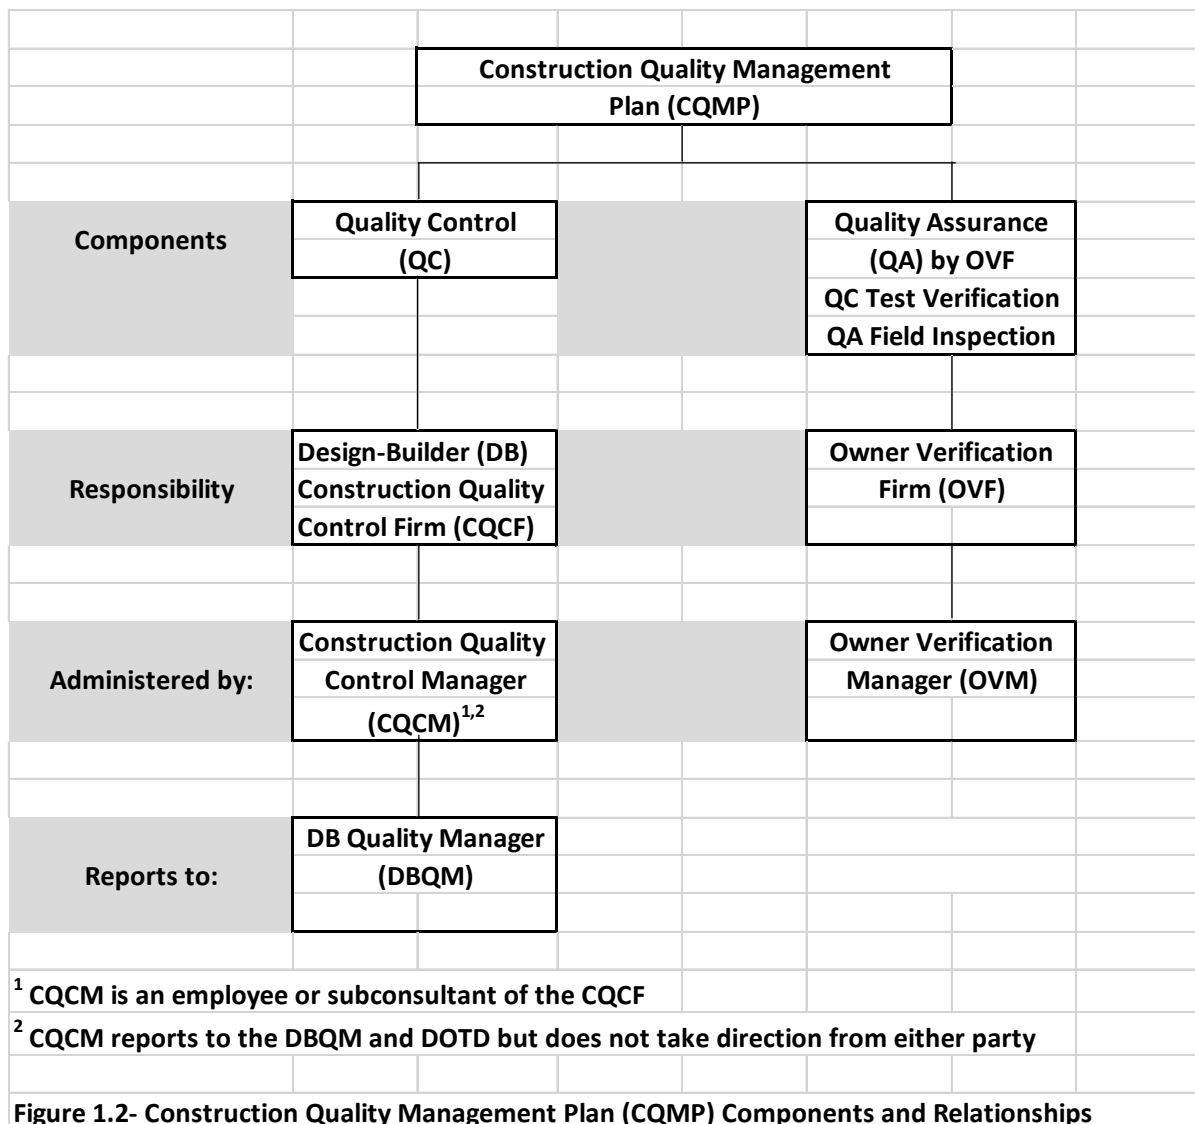 Construction Quality Management
Plan (CQMP)
Components
Quality Control
(QC)
Quality Assurance
(QA) by OVF
QC Test Verification
QA Field Inspection
Responsibility
Design-Builder (DB)
Construction Quality
Control Firm (CQCF)
Owner Verification
Firm (OVF)
Administered by:
Construction Quality
Control Manager
(CQCM)1,2
Owner Verification
Manager (OVM)
Reports to:
DB Quality Manager
(DBQM)
1 CQCM is an employee or subconsultant of the CQCF
2 CQCM reports to the DBQM and DOTD but does not take direction from either party
Figure 1.2- Construction Quality Management Plan (CQMP) Components and Relationships